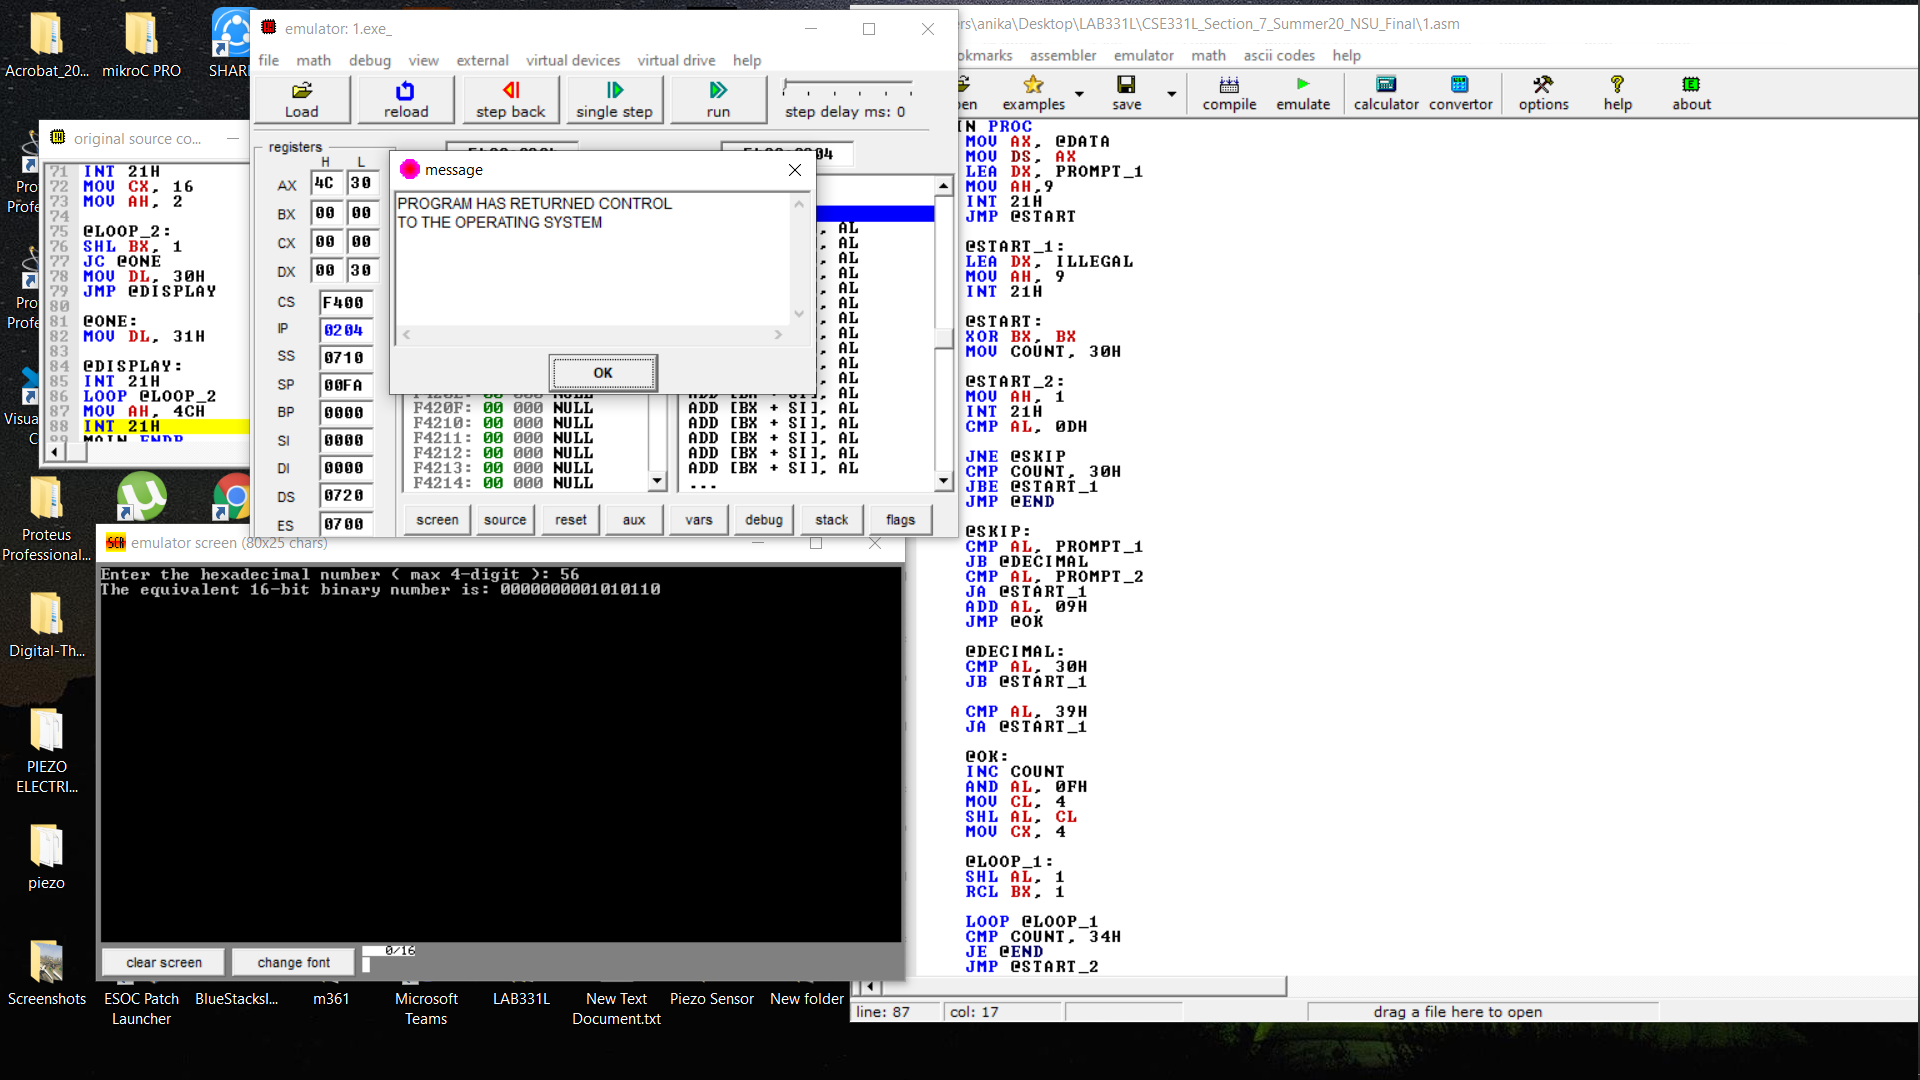 Acrobat_20...
mikroC PRO
emulator: 1.exe_
file math debug view external virtual devices virtual drive help
Load
reload
step back
single step
run
step delay ms: 0
registers
H L
AX 4C 30
BX 00 00
CX 00 00
DX 00 30
CS F400
IP 0204
SS 0710
SP 00FA
BP 0000
SI 0000
DI 0000
DS 0720
ES 0700
message
PROGRAM HAS RETURNED CONTROL
TO THE OPERATING SYSTEM
OK
F420F: 00 000 NULL
F4210: 00 000 NULL
F4211: 00 000 NULL
F4212: 00 000 NULL
F4213: 00 000 NULL
F4214: 00 000 NULL
ADD [BX + SI], AL
ADD [BX + SI], AL
ADD [BX + SI], AL
ADD [BX + SI], AL
ADD [BX + SI], AL
...
screen source reset aux vars debug stack flags
original source co...
71 INT 21H
72 MOV CX, 16
73 MOV AH, 2
74
75 @LOOP_2:
76 SHL BX, 1
77 JC @ONE
78 MOV DL, 30H
79 JMP @DISPLAY
80
81 @ONE:
82 MOV DL, 31H
83
84 @DISPLAY:
85 INT 21H
86 LOOP @LOOP_2
87 MOV AH, 4CH
88 INT 21H
89 MAIN ENDP
emulator screen (80x25 chars)
Enter the hexadecimal number ( max 4-digit ): 56
The equivalent 16-bit binary number is: 0000000001010110
clear screen
change font
0/16
rs\anika\Desktop\LAB331L\CSE331L_Section_7_Summer20_NSU_Final\1.asm
okmarks assembler emulator math ascii codes help
pen
examples
save
compile
emulate
calculator
convertor
options
help
about
IN PROC
MOV AX, @DATA
MOV DS, AX
LEA DX, PROMPT_1
MOV AH,9
INT 21H
JMP @START
@START_1:
LEA DX, ILLEGAL
MOV AH, 9
INT 21H
@START:
XOR BX, BX
MOV COUNT, 30H
@START_2:
MOV AH, 1
INT 21H
CMP AL, 0DH
JNE @SKIP
CMP COUNT, 30H
JBE @START_1
JMP @END
@SKIP:
CMP AL, PROMPT_1
JB @DECIMAL
CMP AL, PROMPT_2
JA @START_1
ADD AL, 09H
JMP @OK
@DECIMAL:
CMP AL, 30H
JB @START_1
CMP AL, 39H
JA @START_1
@OK:
INC COUNT
AND AL, 0FH
MOV CL, 4
SHL AL, CL
MOV CX, 4
@LOOP_1:
SHL AL, 1
RCL BX, 1
LOOP @LOOP_1
CMP COUNT, 34H
JE @END
JMP @START_2
line: 87
col: 17
drag a file here to open
Proteus
Professional...
Digital-Th...
PIEZO
ELECTRI...
piezo
Screenshots
ESOC Patch
Launcher
BlueStacksI...
m361
Microsoft
Teams
LAB331L
New Text
Document.txt
Piezo Sensor
New folder